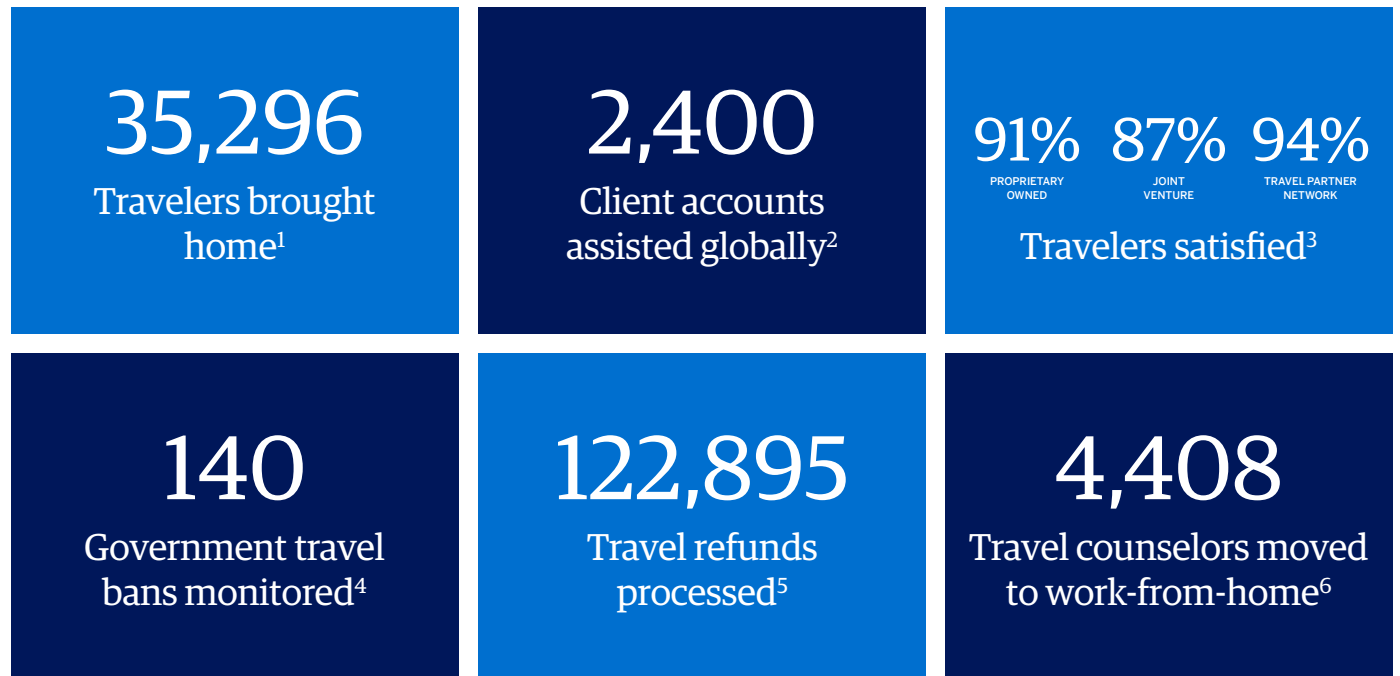 35,296
Travelers brought
home¹
2,400
Client accounts
assisted globally²
91% 87% 94%
PROPRIETARY OWNED
JOINT VENTURE
TRAVEL PARTNER NETWORK
Travelers satisfied³
140
Government travel
bans monitored⁴
122,895
Travel refunds
processed⁵
4,408
Travel counselors moved
to work-from-home⁶